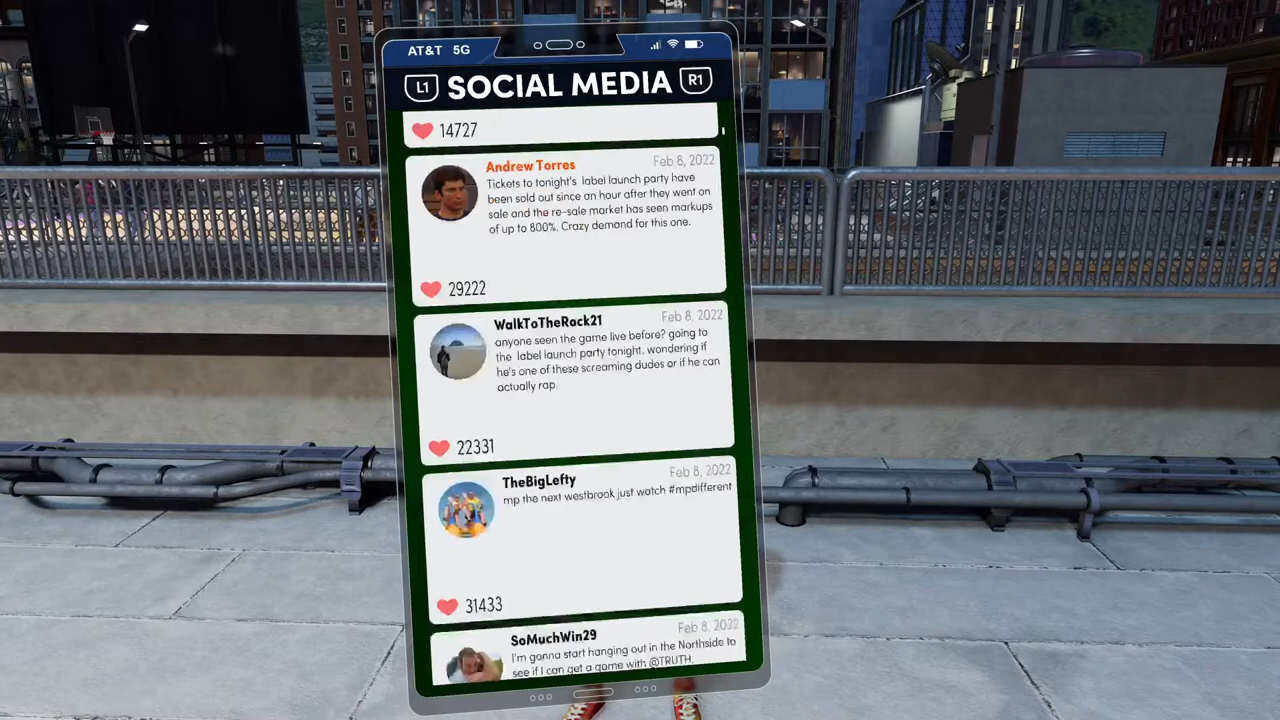 AT&T 5G
L1 SOCIAL MEDIA R1
14727
Andrew Torres Feb 8, 2022
Tickets to tonight's label launch party have
been sold out since an hour after they went on
sale and the re-sale market has seen markups
of up to 800%. Crazy demand for this one.
29222
WalkToTheRock21 Feb 8, 2022
anyone seen the game live before? going to
the label launch party tonight. wondering if
he's one of these screaming dudes or if he can
actually rap.
22331
TheBigLefty Feb 8, 2022
mp the next westbrook just watch #mpdifferent
31433
SoMuchWin29 Feb 8, 2022
I'm gonna start hanging out in the Northside to
see if I can get a game with @TRUTH.